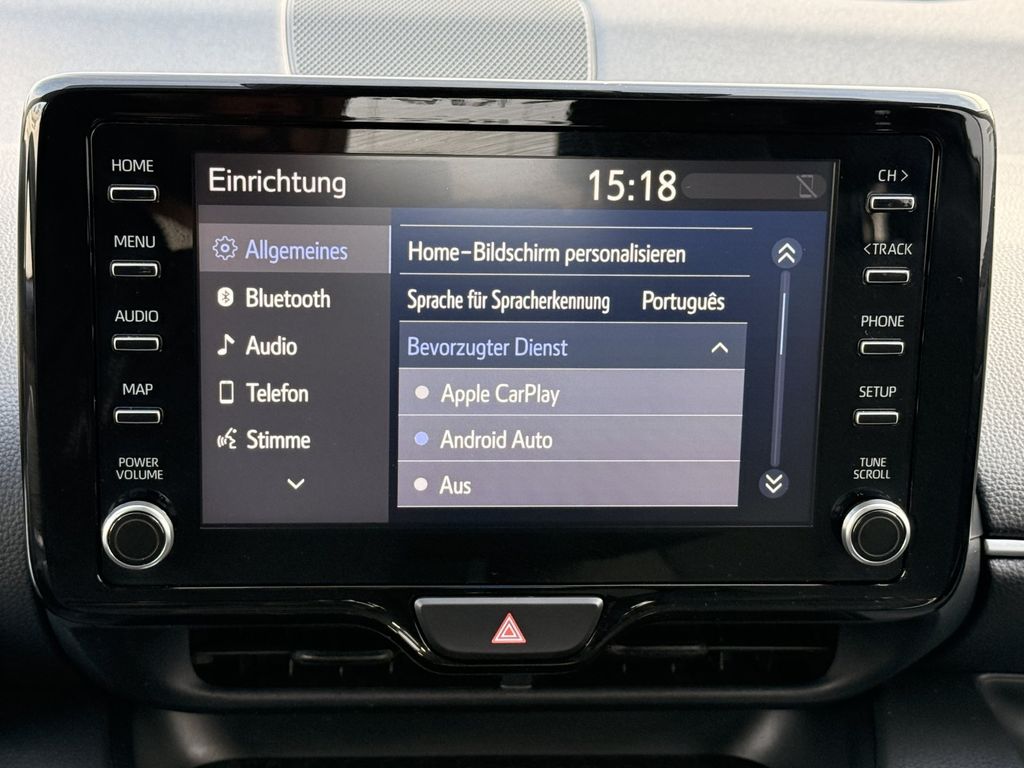 HOME
MENU
AUDIO
MAP
POWER
VOLUME
Einrichtung 15:18
Allgemeines
Bluetooth
Audio
Telefon
Stimme
Home-Bildschirm personalisieren
Sprache für Spracherkennung Português
Bevorzugter Dienst
Apple CarPlay
Android Auto
Aus
CH >
< TRACK
PHONE
SETUP
TUNE
SCROLL